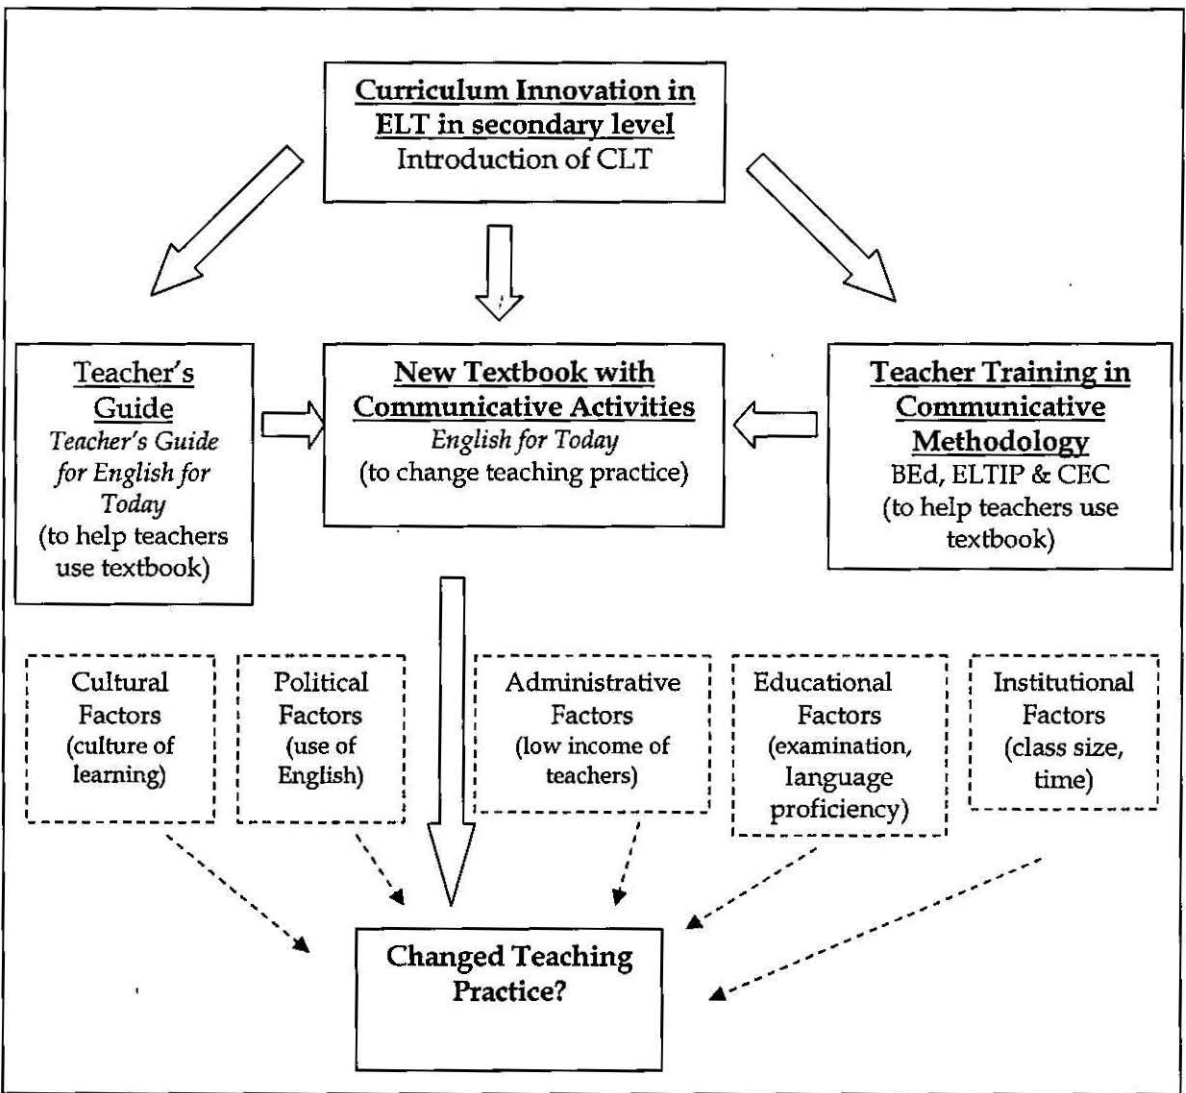 Curriculum Innovation in
ELT in secondary level
Introduction of CLT
Teacher's
Guide
Teacher's Guide
for English for
Today
(to help teachers
use textbook)
New Textbook with
Communicative Activities
English for Today
(to change teaching practice)
Teacher Training in
Communicative
Methodology
BEd, ELTIP & CEC
(to help teachers use
textbook)
Cultural
Factors
(culture of
learning)
Political
Factors
(use of
English)
Administrative
Factors
(low income of
teachers)
Educational
Factors
(examination,
language
proficiency)
Institutional
Factors
(class size,
time)
Changed Teaching
Practice?